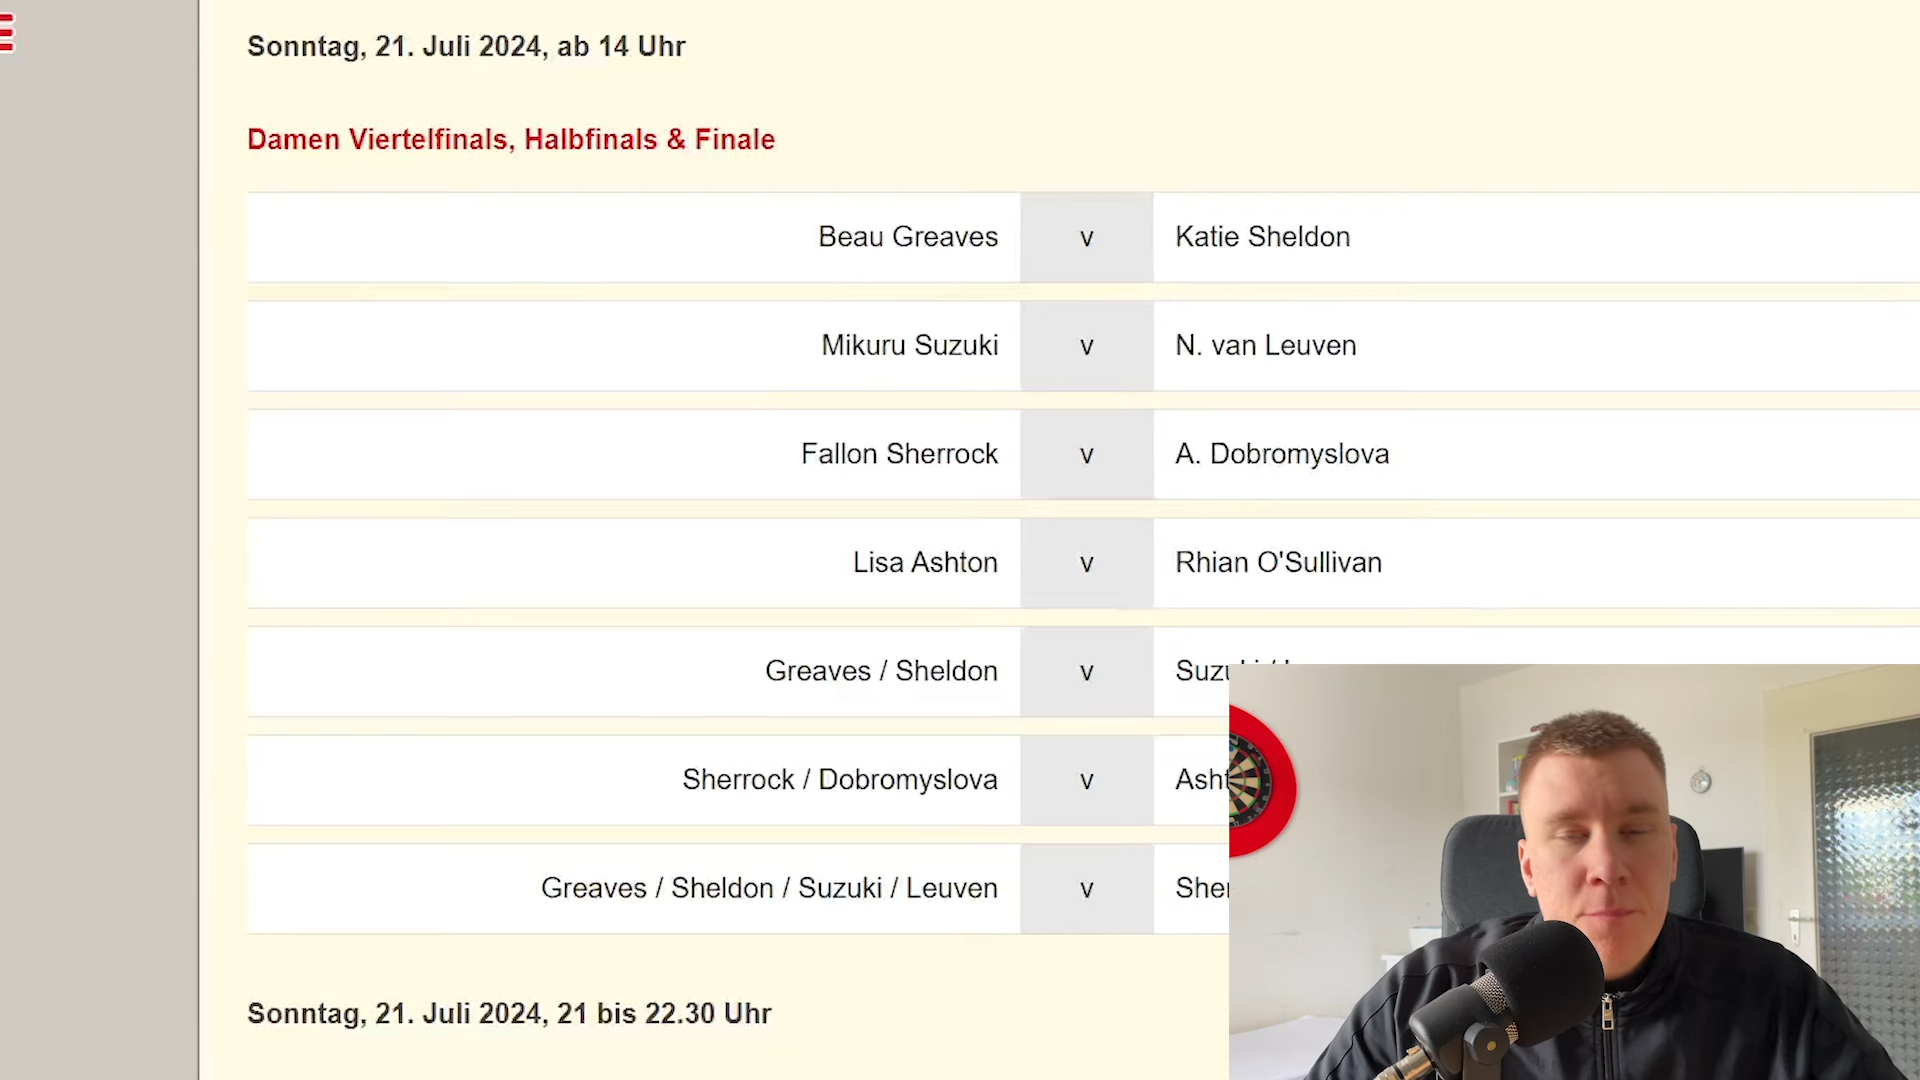 Sonntag, 21. Juli 2024, ab 14 Uhr
Damen Viertelfinals, Halbfinals & Finale
Beau Greaves v Katie Sheldon
Mikuru Suzuki v N. van Leuven
Fallon Sherrock v A. Dobromyslova
Lisa Ashton v Rhian O'Sullivan
Greaves / Sheldon v
Sherrock / Dobromyslova v
Greaves / Sheldon / Suzuki / Leuven v
Sonntag, 21. Juli 2024, 21 bis 22.30 Uhr